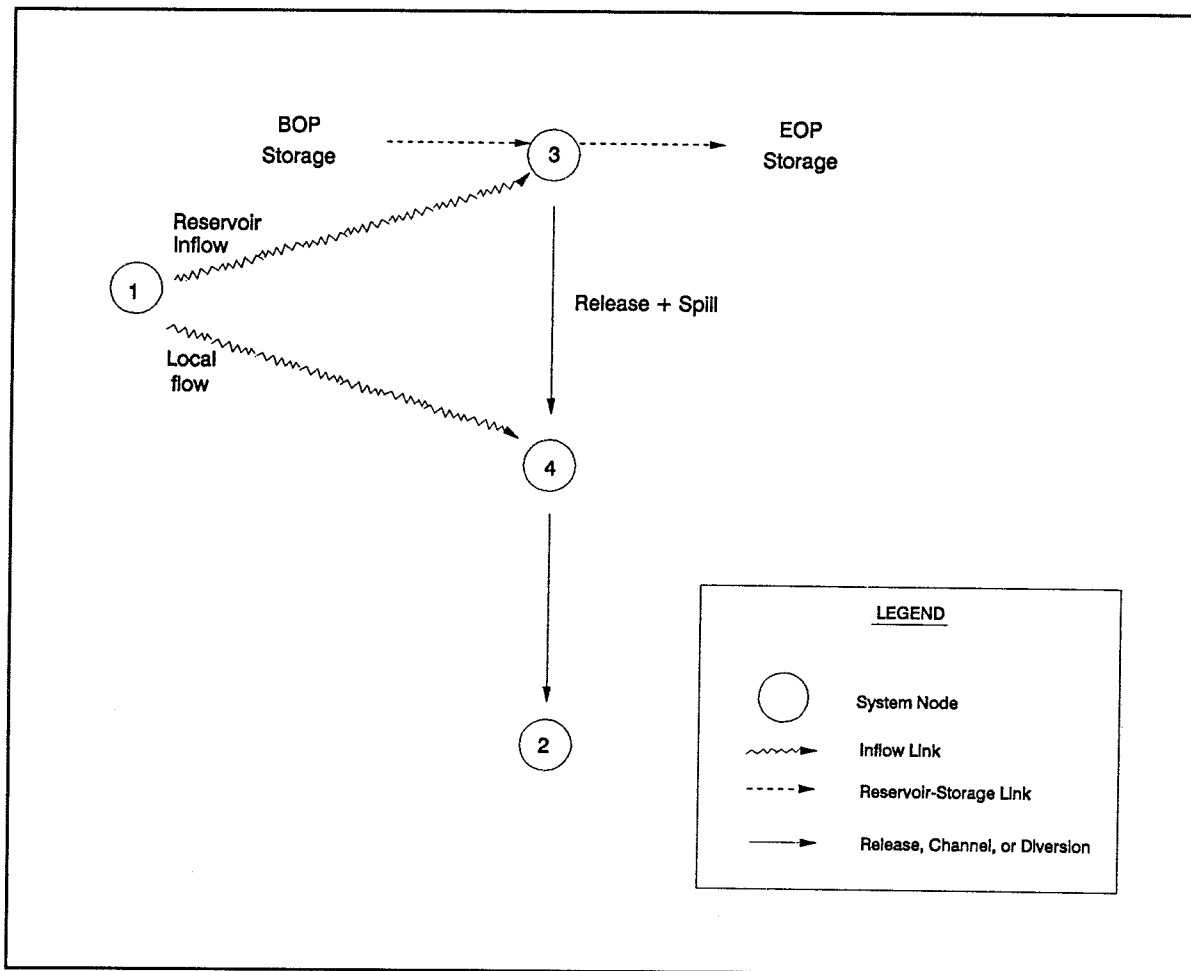 BOP
Storage
3
EOP
Storage
Reservoir
Inflow
1
Release + Spill
Local
flow
4
2
LEGEND
System Node
Inflow Link
Reservoir-Storage Link
Release, Channel, or Diversion